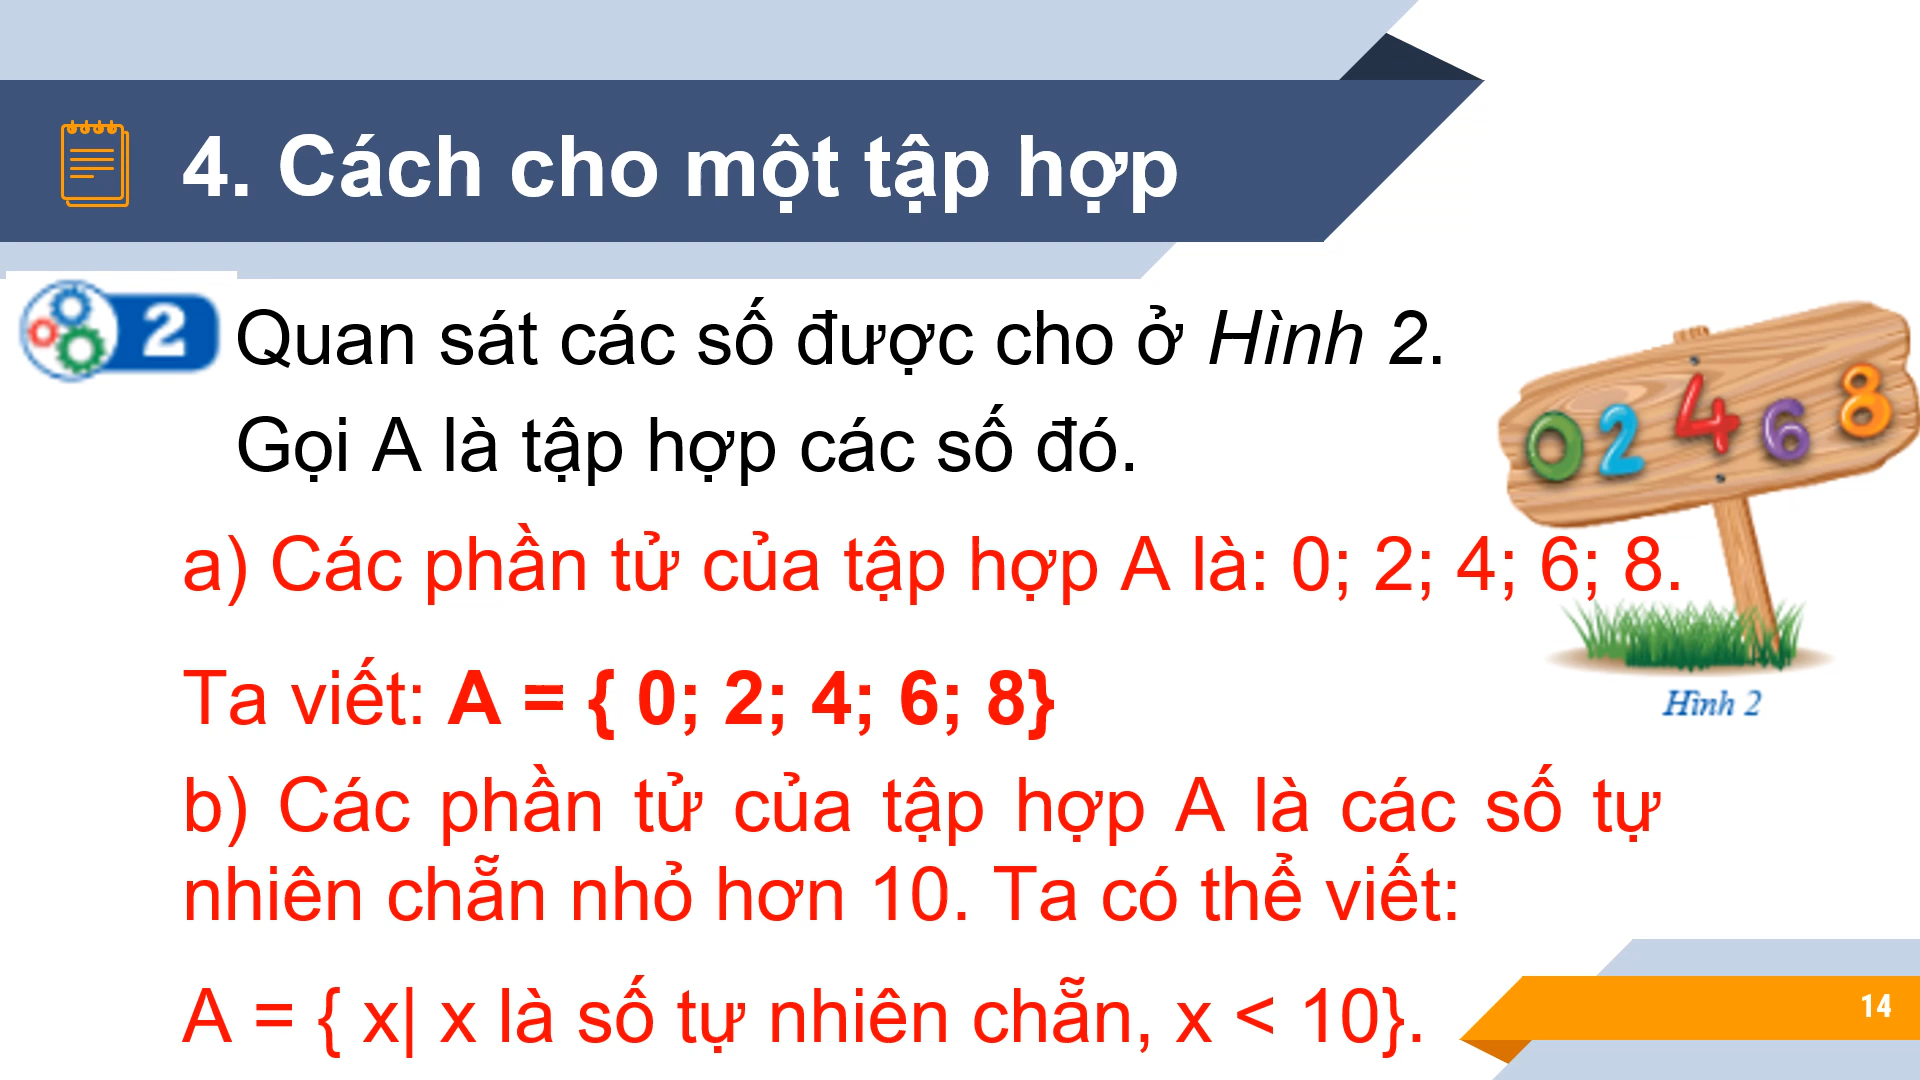 4. Cách cho một tập hợp
2 Quan sát các số được cho ở Hình 2.
Gọi A là tập hợp các số đó.
0 2 4 6 8
a) Các phần tử của tập hợp A là: 0; 2; 4; 6; 8.
Ta viết: A = { 0; 2; 4; 6; 8}
Hình 2
b) Các phần tử của tập hợp A là các số tự
nhiên chẵn nhỏ hơn 10. Ta có thể viết:
A = { x| x là số tự nhiên chẵn, x < 10}.
14